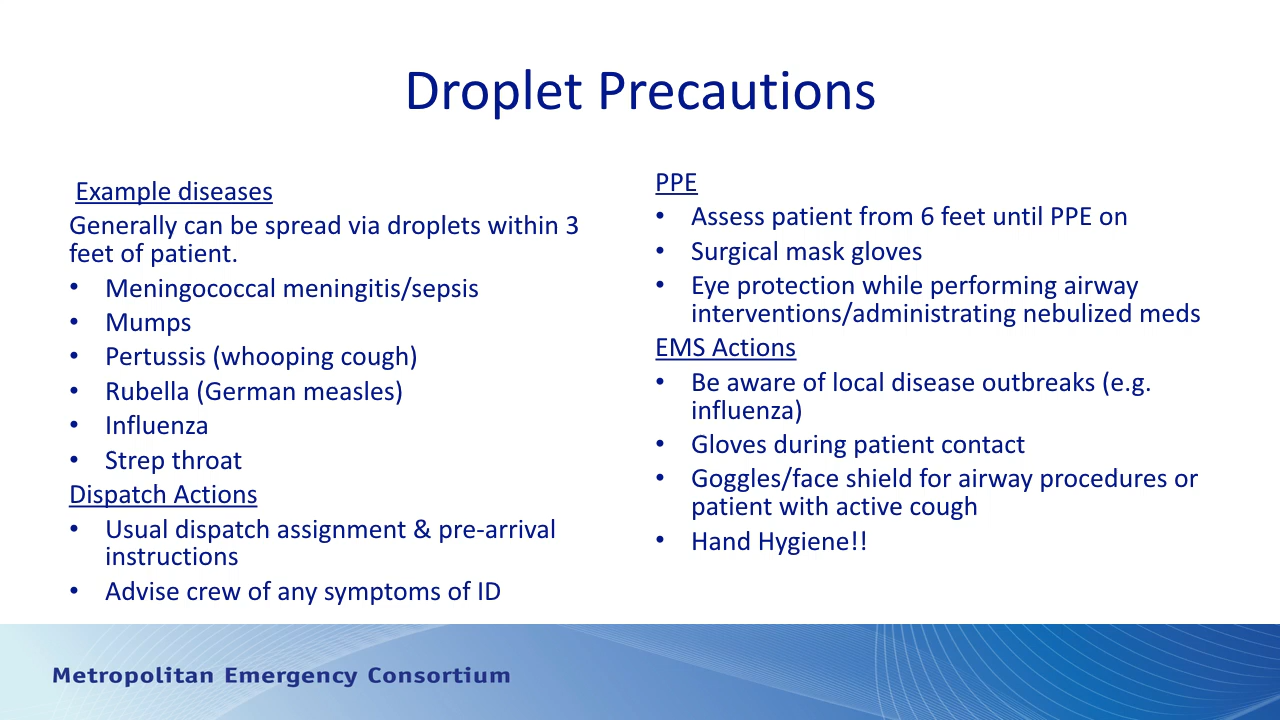 Droplet Precautions
Example diseases
Generally can be spread via droplets within 3
feet of patient.
• Meningococcal meningitis/sepsis
• Mumps
• Pertussis (whooping cough)
• Rubella (German measles)
• Influenza
• Strep throat
Dispatch Actions
• Usual dispatch assignment & pre-arrival
instructions
• Advise crew of any symptoms of ID
PPE
• Assess patient from 6 feet until PPE on
• Surgical mask gloves
• Eye protection while performing airway
interventions/administrating nebulized meds
EMS Actions
• Be aware of local disease outbreaks (e.g.
influenza)
• Gloves during patient contact
• Goggles/face shield for airway procedures or
patient with active cough
• Hand Hygiene!!
Metropolitan Emergency Consortium